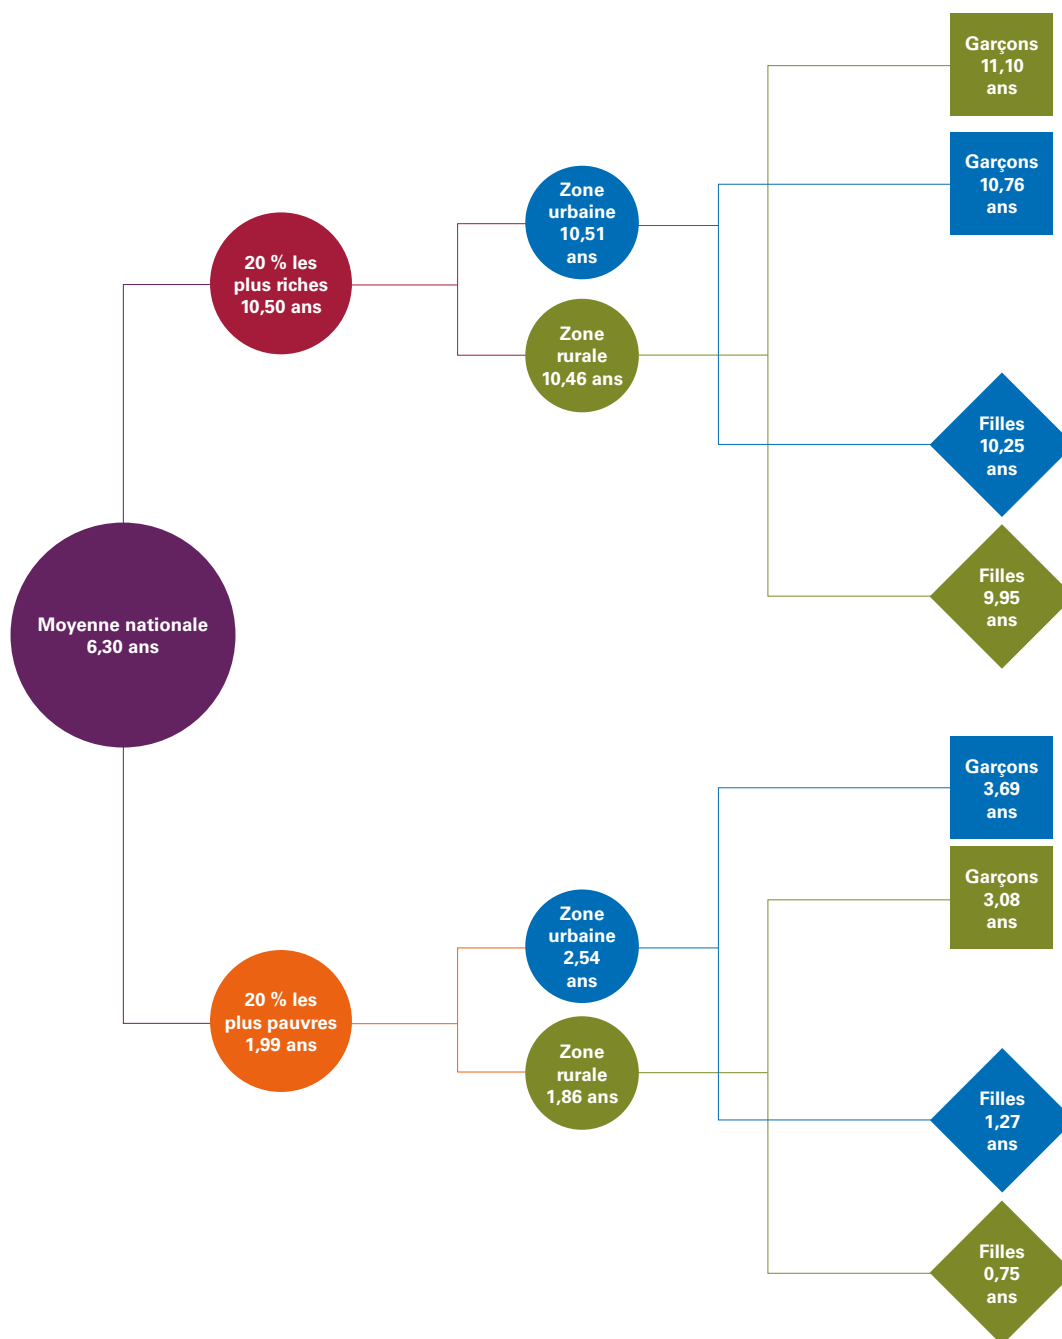 Garçons
11,10
ans
Garçons
10,76
ans
Zone
urbaine
10,51
ans
20 % les
plus riches
10,50 ans
Zone
rurale
10,46 ans
Filles
10,25
ans
Filles
9,95
ans
Moyenne nationale
6,30 ans
Garçons
3,69
ans
Garçons
3,08
ans
Zone
urbaine
2,54
ans
20 % les
plus pauvres
1,99 ans
Zone
rurale
1,86 ans
Filles
1,27
ans
Filles
0,75
ans